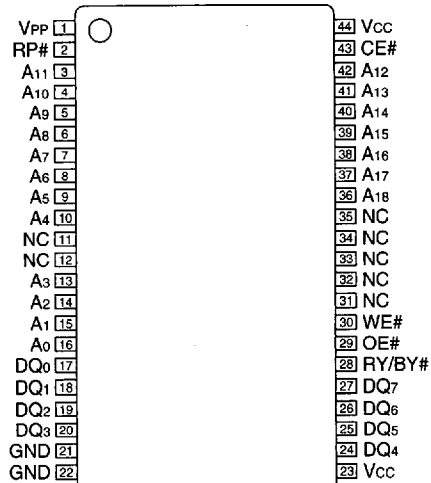 VPP 1
RP# 2
A11 3
A10 4
A9 5
A8 6
A7 7
A6 8
A5 9
A4 10
NC 11
NC 12
A3 13
A2 14
A1 15
A0 16
DQ0 17
DQ1 18
DQ2 19
DQ3 20
GND 21
GND 22
44 VCC
43 CE#
42 A12
41 A13
40 A14
39 A15
38 A16
37 A17
36 A18
35 NC
34 NC
33 NC
32 NC
31 NC
30 WE#
29 OE#
28 RY/BY#
27 DQ7
26 DQ6
25 DQ5
24 DQ4
23 VCC